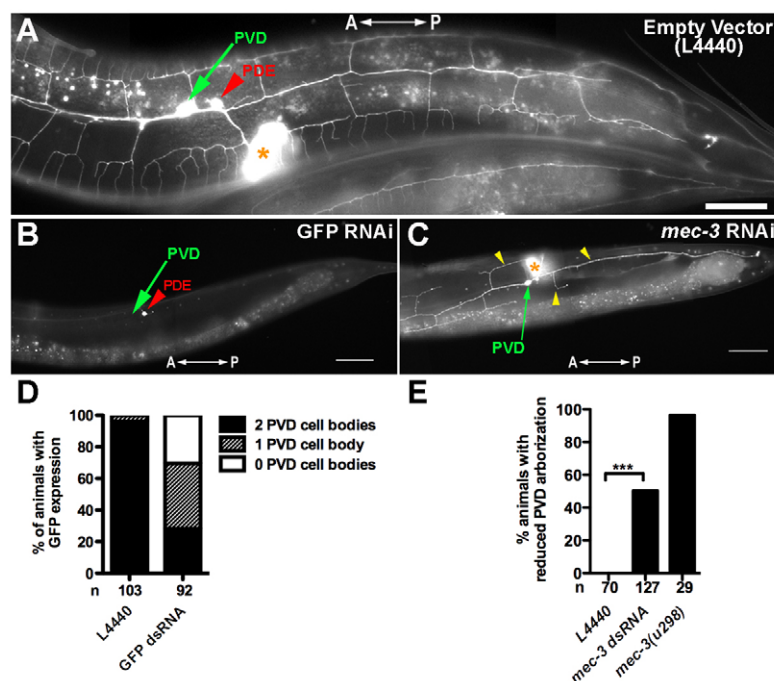 A
A P
Empty Vector
(L4440)
PVD
PDE
*
B
GFP RNAi
PVD
PDE
A P
C
mec-3 RNAi
*
PVD
A P
D
% of animals with
GFP expression
100
80
60
40
20
0
n 103 92
L4440
GFP dsRNA
2 PVD cell bodies
1 PVD cell body
0 PVD cell bodies
E
% animals with
reduced PVD arborization
100
80
60
40
20
0
***
n 70 127 29
L4440
mec-3 dsRNA
mec-3(u298)